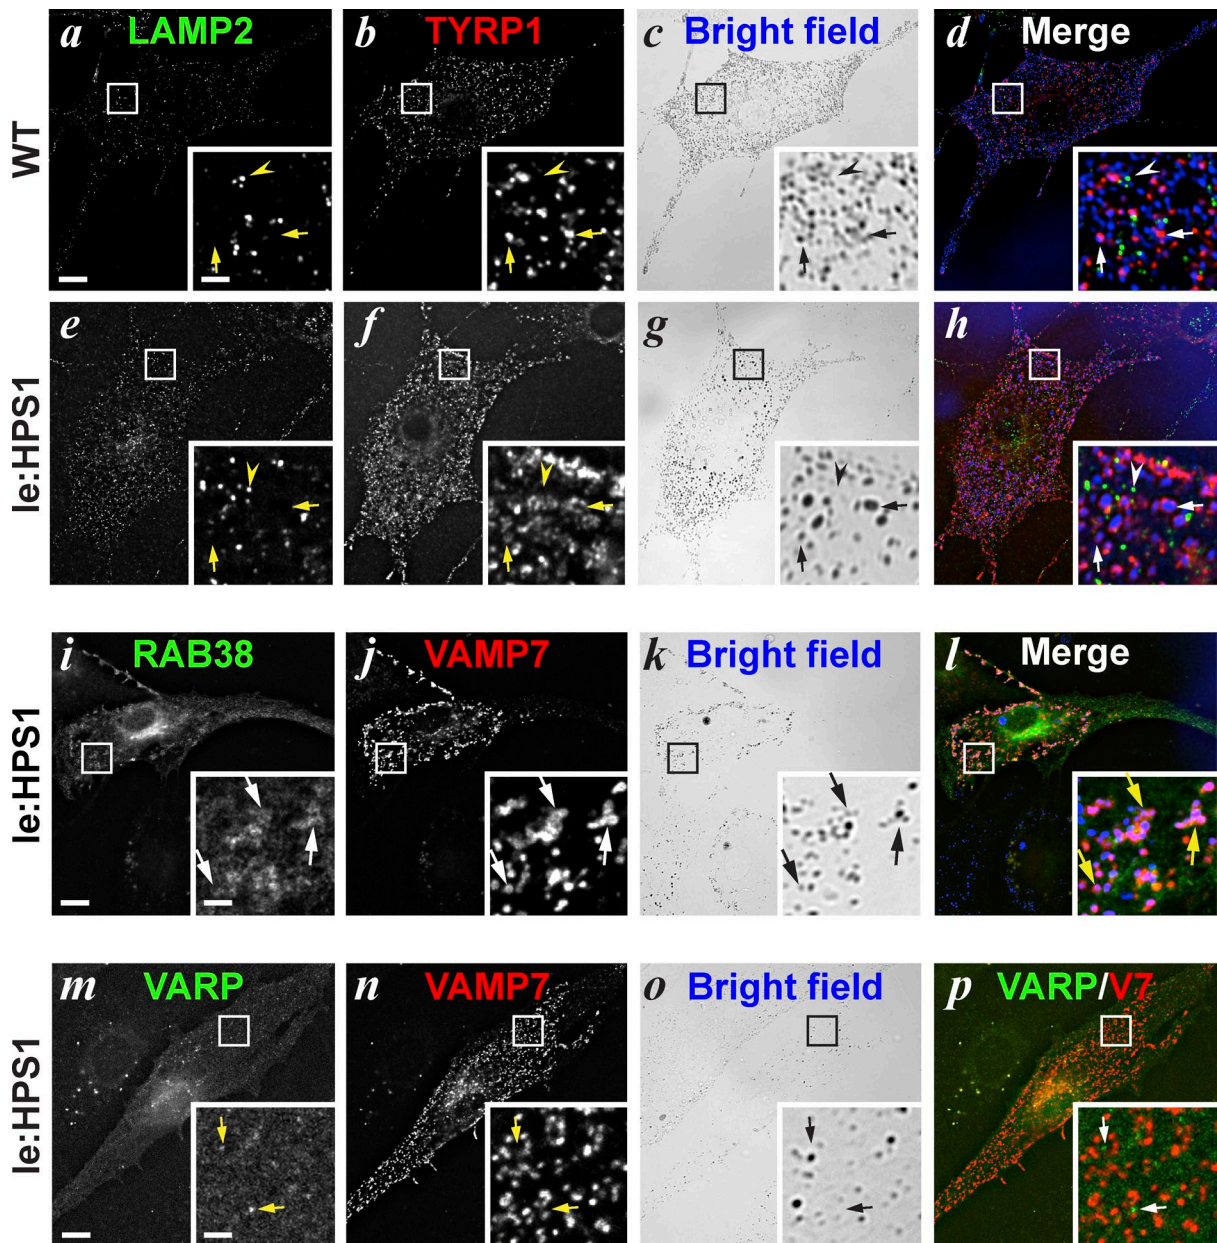 a LAMP2
b TYRP1
c Bright field
d Merge
WT
e
f
g
h
le:HPS1
i RAB38
j VAMP7
k Bright field
l Merge
le:HPS1
m VARP
n VAMP7
o Bright field
p VARP/V7
le:HPS1